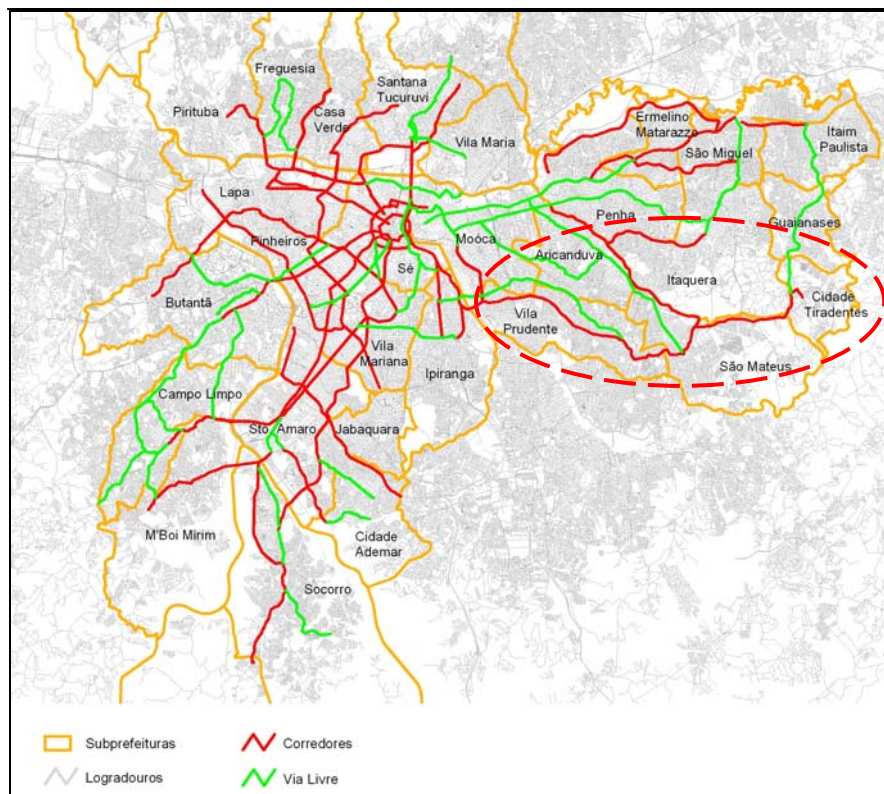 Freguesia
Santana
Tucuruvi
Pirituba
Casa
Verde
Vila Maria
Ermelino
Matarazzo
São Miguel
Itaim
Paulista
Lapa
Penha
Guaianases
Pinheiros
Moóca
Aricanduva
Sé
Itaquera
Butantã
Vila
Prudente
Cidade
Tiradentes
Vila
Mariana
Ipiranga
São Mateus
Campo Limpo
Sto. Amaro
Jabaquara
M'Boi Mirim
Cidade
Ademar
Socorro
Subprefeituras
Corredores
Logradouros
Via Livre